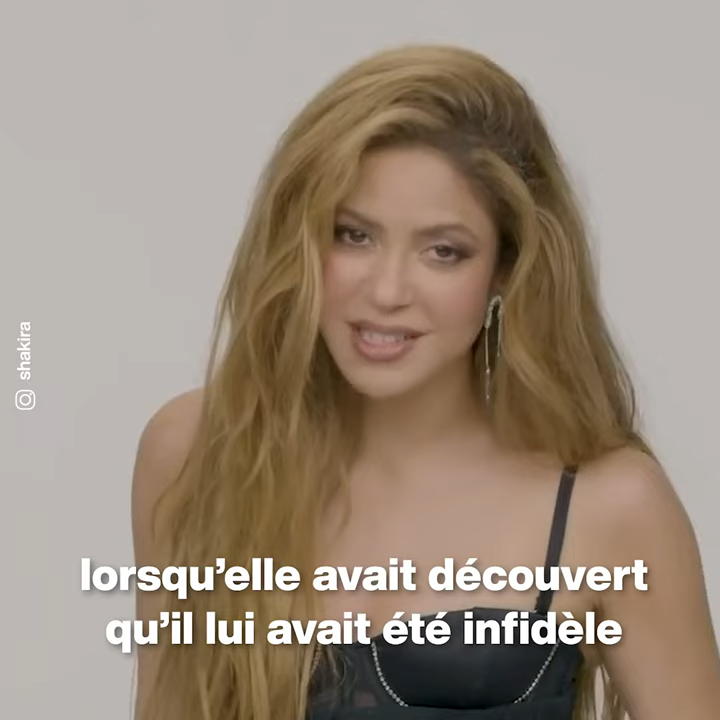 shakira
lorsqu’elle avait découvert
qu’il lui avait été infidèle